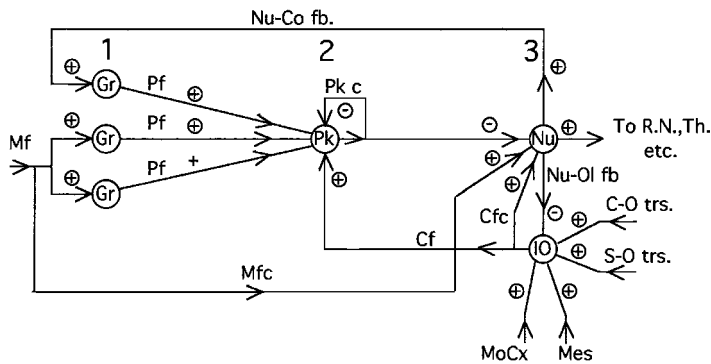 Nu-Co fb.
1
2
3
⊕
Gr
Pf
⊕
Pk c
⊖
⊕
Mf
⊕
Gr
Pf
⊕
Pk
⊖
Nu
⊕
To R.N.,Th.
etc.
⊕
Gr
Pf
+
⊕
⊕
⊕
Nu-Ol fb
⊖
Cfc
C-O trs.
⊕
Cf
IO
⊕
S-O trs.
Mfc
⊕
⊕
MoCx
Mes